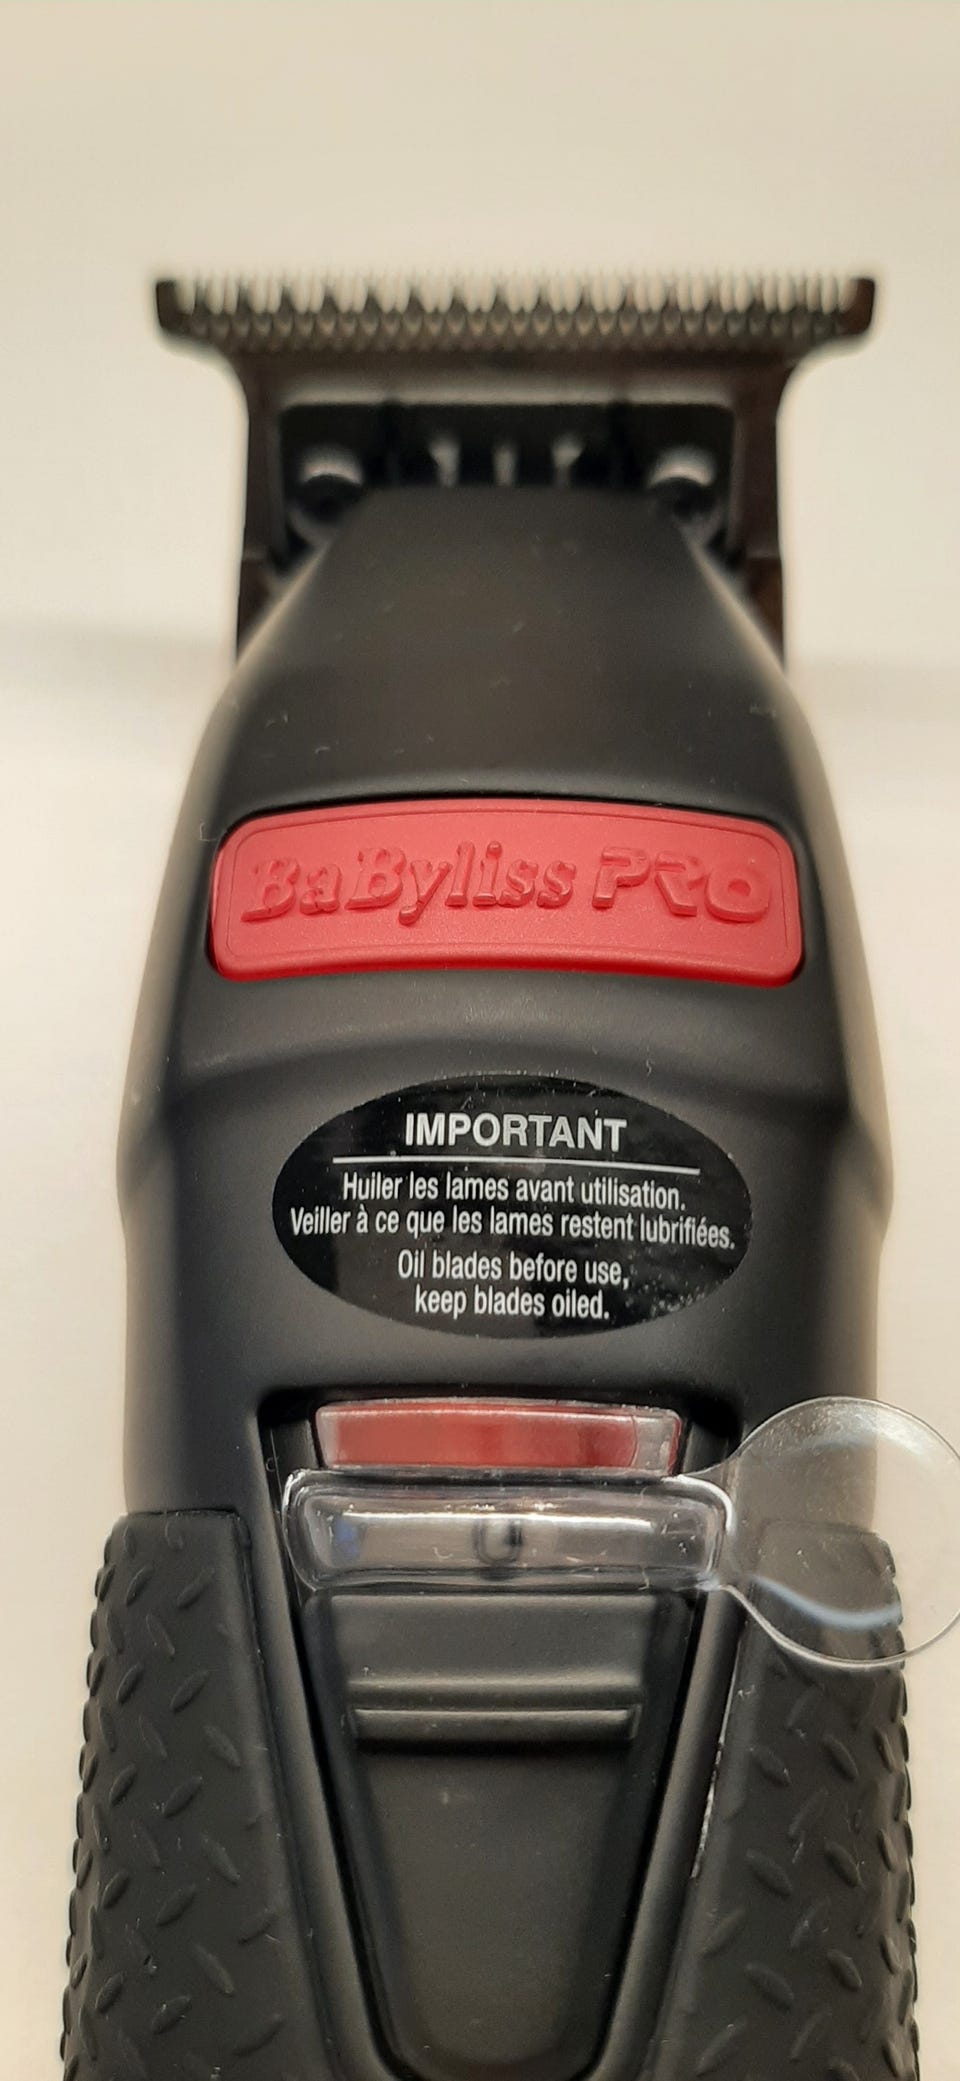 BaByliss PRO
IMPORTANT
Huiler les lames avant utilisation.
Veiller à ce que les lames restent lubrifiées.
Oil blades before use,
keep blades oiled.